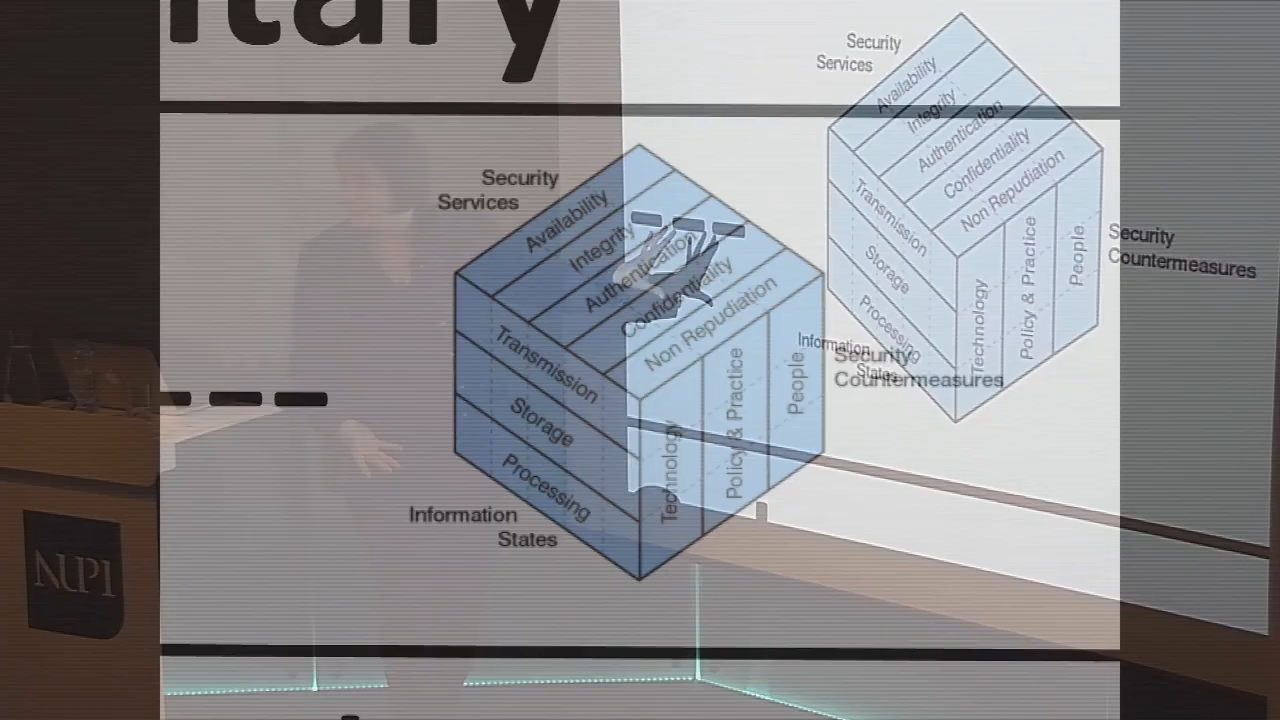 itary
Security
Services
Availability
Integrity
Authentication
Confidentiality
Non Repudiation
Transmission
Storage
Processing
Technology
Policy & Practice
People
Security
Countermeasures
Information
States
Security
Services
Availability
Integrity
Authentication
Confidentiality
Non Repudiation
Transmission
Storage
Processing
Technology
Policy & Practice
People
Security
Countermeasures
Information
States
NUPI